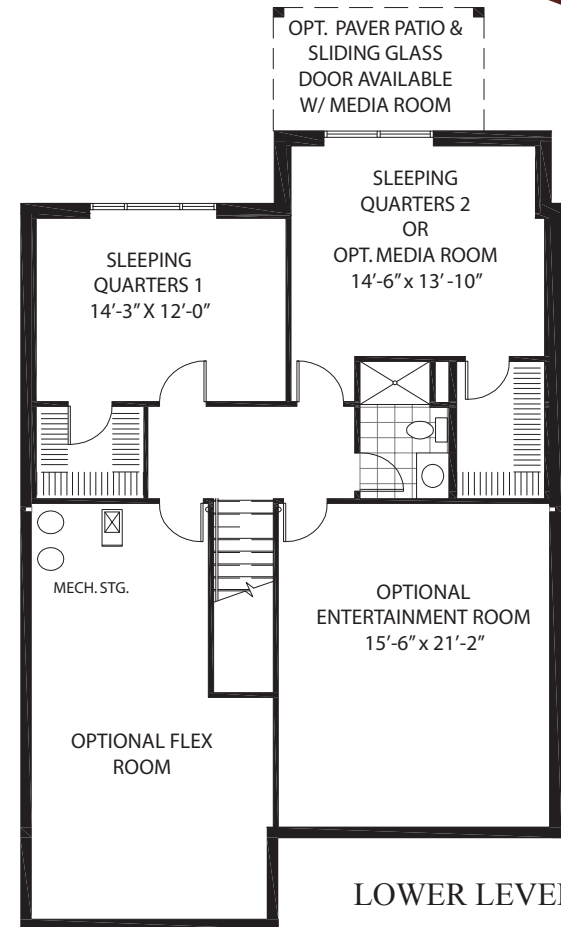 OPT. PAVER PATIO &
SLIDING GLASS
DOOR AVAILABLE
W/ MEDIA ROOM
SLEEPING
QUARTERS 2
OR
OPT. MEDIA ROOM
14'-6” x 13' -10”
SLEEPING
QUARTERS 1
14'-3” X 12'-0”
MECH. STG.
OPTIONAL
ENTERTAINMENT ROOM
15'-6” x 21'-2”
OPTIONAL FLEX
ROOM
LOWER LEVEL